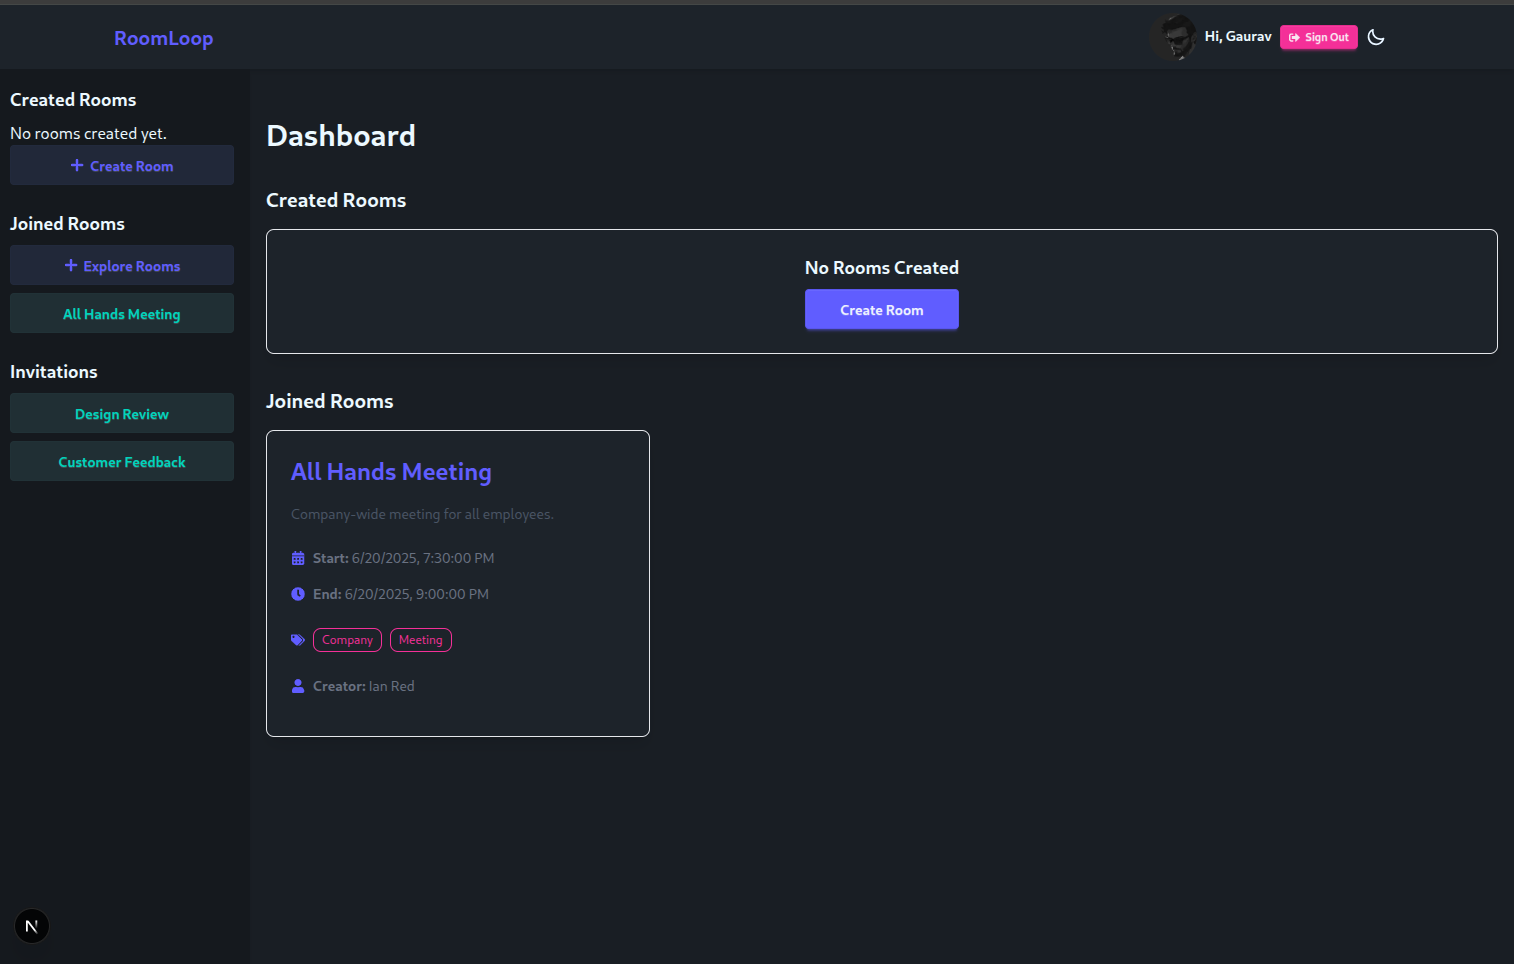 RoomLoop
Hi, Gaurav
Sign Out
Created Rooms
No rooms created yet.
+ Create Room
Joined Rooms
+ Explore Rooms
All Hands Meeting
Invitations
Design Review
Customer Feedback
N
Dashboard
Created Rooms
No Rooms Created
Create Room
Joined Rooms
All Hands Meeting
Company-wide meeting for all employees.
Start: 6/20/2025, 7:30:00 PM
End: 6/20/2025, 9:00:00 PM
Company Meeting
Creator: Ian Red